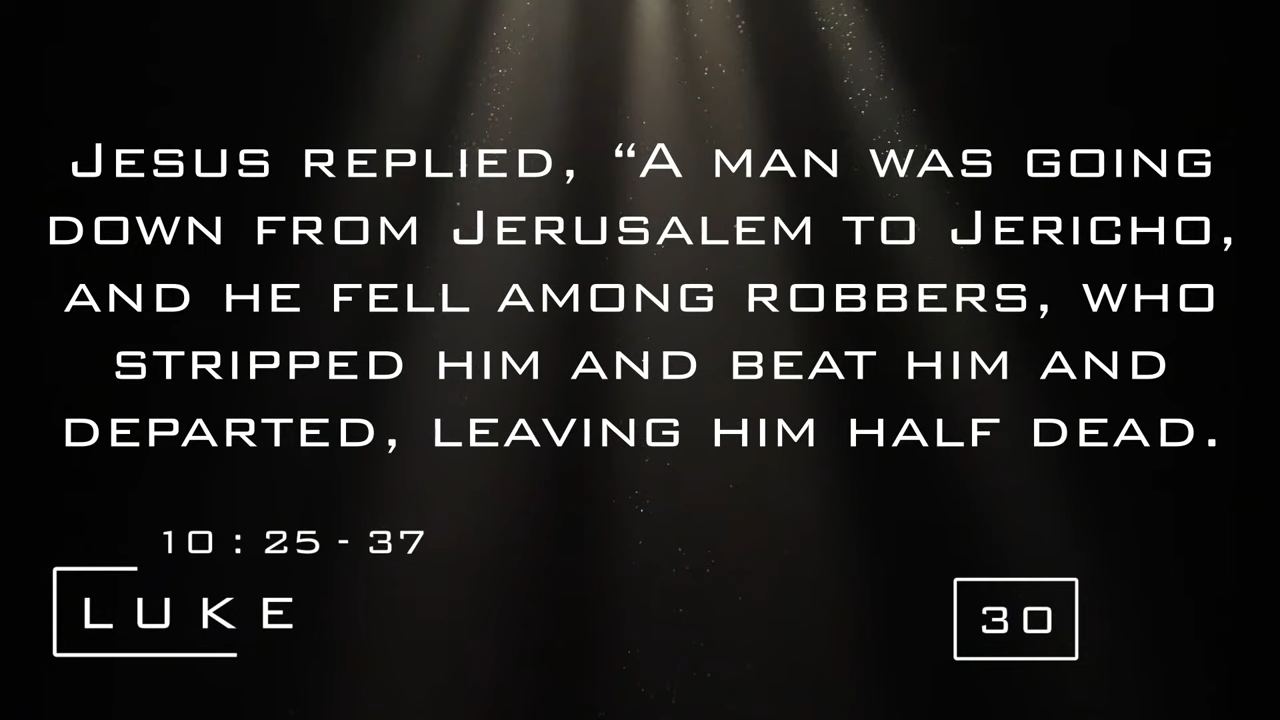 Jesus replied, “A man was going
down from Jerusalem to Jericho,
and he fell among robbers, who
stripped him and beat him and
departed, leaving him half dead.
10 : 25 - 37
LUKE
30